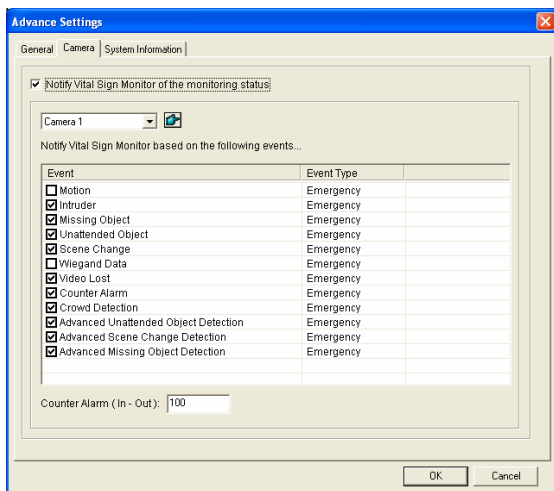 Advance Settings
General Camera System Information
Notify Vital Sign Monitor of the monitoring status
Camera 1
Notify Vital Sign Monitor based on the following events...
Event Event Type
Motion Emergency
Intruder Emergency
Missing Object Emergency
Unattended Object Emergency
Scene Change Emergency
Wiegand Data Emergency
Video Lost Emergency
Counter Alarm Emergency
Crowd Detection Emergency
Advanced Unattended Object Detection Emergency
Advanced Scene Change Detection Emergency
Advanced Missing Object Detection Emergency
Counter Alarm ( In - Out ): 100
OK Cancel